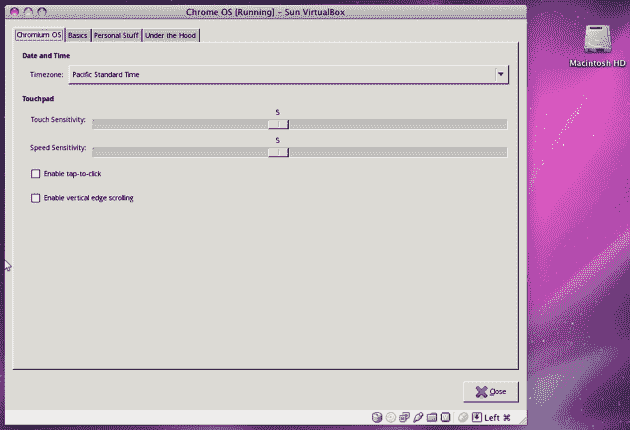 Chrome OS [Running] - Sun VirtualBox
Chromium OS Basics Personal Stuff Under the Hood
Date and Time
Timezone: Pacific Standard Time
Touchpad
5
Touch Sensitivity:
5
Speed Sensitivity:
Enable tap-to-click
Enable vertical edge scrolling
Close
Left ⌘
Macintosh HD